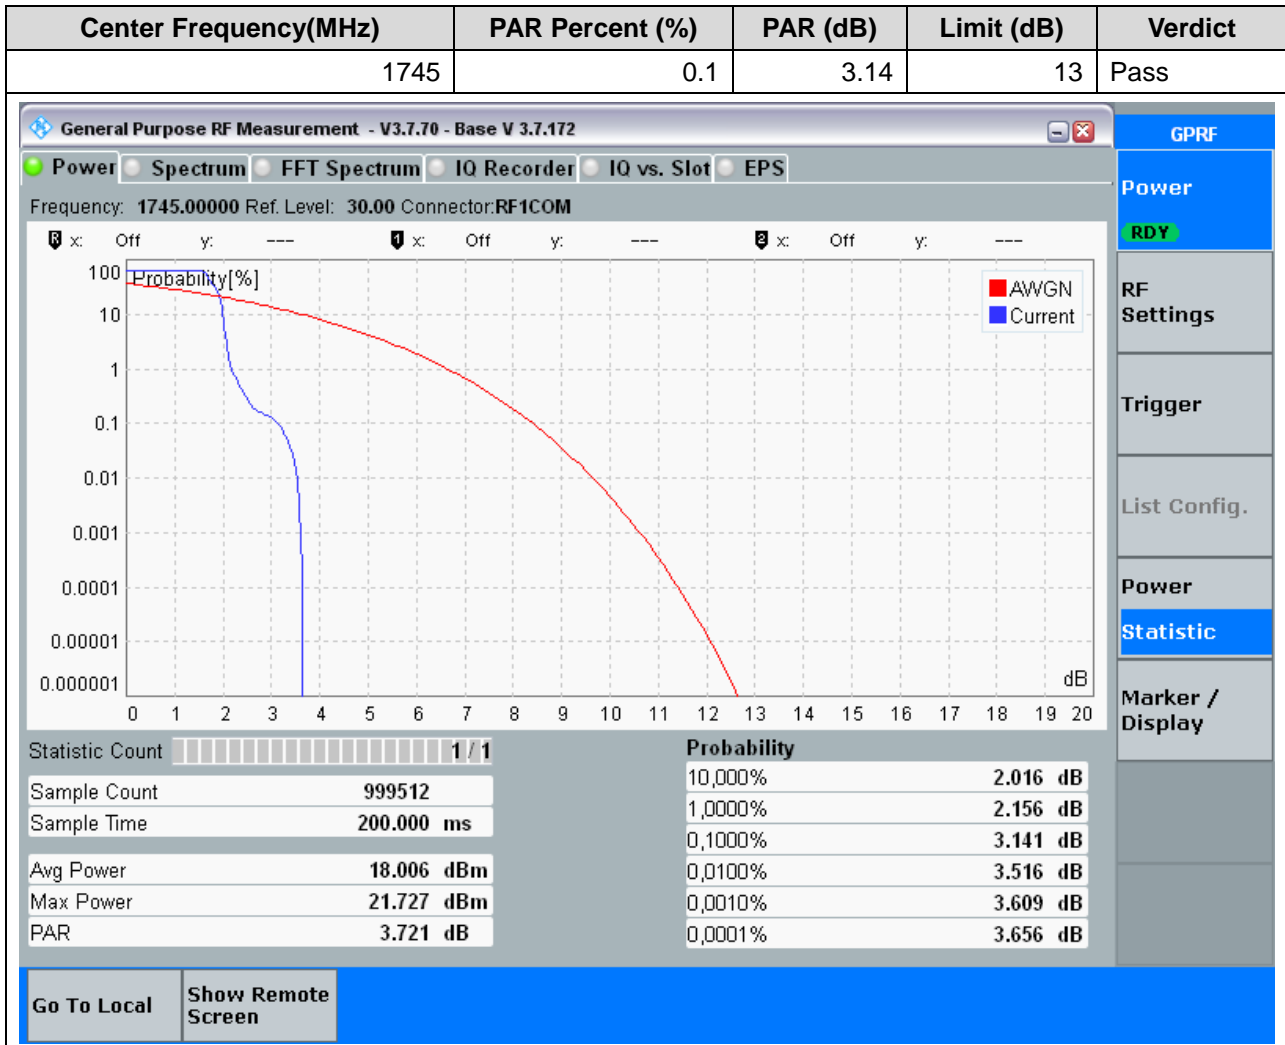 Center Frequency(MHz) PAR Percent (%) PAR (dB) Limit (dB) Verdict
1745 0.1 3.14 13 Pass
General Purpose RF Measurement - V3.7.70 - Base V 3.7.172
GPRF
Power Spectrum FFT Spectrum IQ Recorder IQ vs. Slot EPS
Power
RDY
Frequency: 1745.00000 Ref. Level: 30.00 Connector:RF1COM
R x: Off y: --- 1 x: Off y: --- 2 x: Off y: ---
Probability[%]
AWGN
Current
100
10
1
0.1
0.01
0.001
0.0001
0.00001
0.000001
dB
0 1 2 3 4 5 6 7 8 9 10 11 12 13 14 15 16 17 18 19 20
RF
Settings
Trigger
List Config.
Power
Statistic
Marker /
Display
Statistic Count 1 / 1
Sample Count 999512
Sample Time 200.000 ms
Avg Power 18.006 dBm
Max Power 21.727 dBm
PAR 3.721 dB
Probability
10,000% 2.016 dB
1,0000% 2.156 dB
0,1000% 3.141 dB
0,0100% 3.516 dB
0,0010% 3.609 dB
0,0001% 3.656 dB
Go To Local
Show Remote
Screen